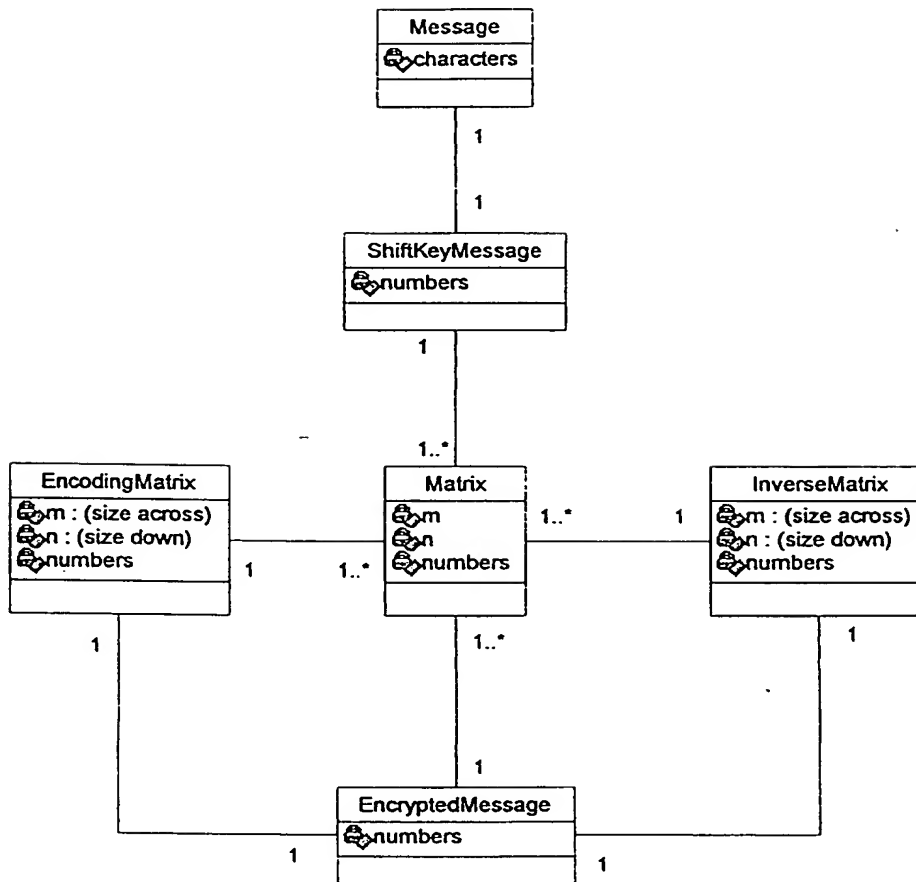 Message
characters
1
1
ShiftKeyMessage
numbers
1
1..*
EncodingMatrix
m : (size across)
n : (size down)
numbers
1
1..*
Matrix
m
n
numbers
1..*
1
InverseMatrix
m : (size across)
n : (size down)
numbers
1
1..*
1
1
EncryptedMessage
numbers
1
1